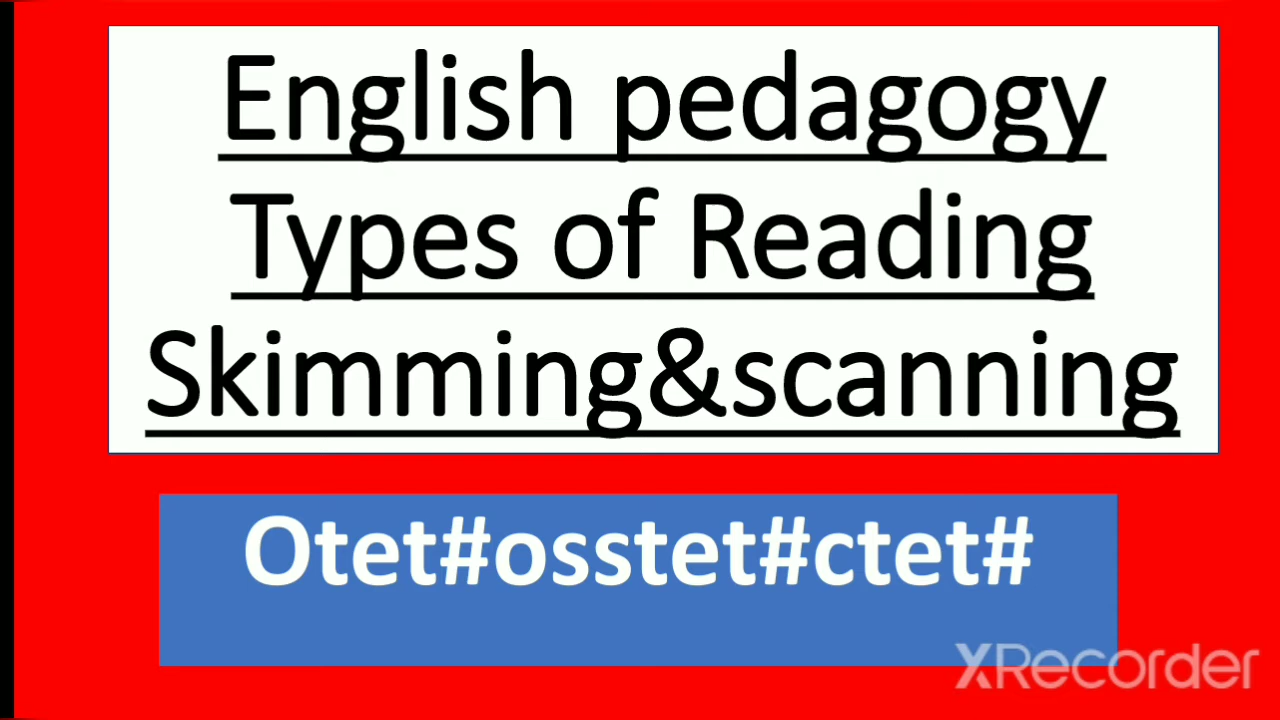 English pedagogy
Types of Reading
Skimming&scanning
Otet#osstet#ctet#
XRecorder